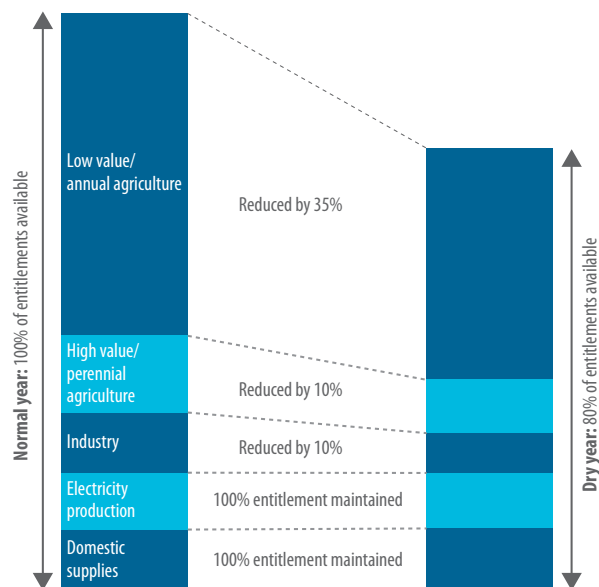 Normal year: 100% of entitlements available
Low value/
annual agriculture
Reduced by 35%
High value/
perennial
agriculture
Reduced by 10%
Industry
Reduced by 10%
Electricity
production
100% entitlement maintained
Domestic
supplies
100% entitlement maintained
Dry year: 80% of entitlements available